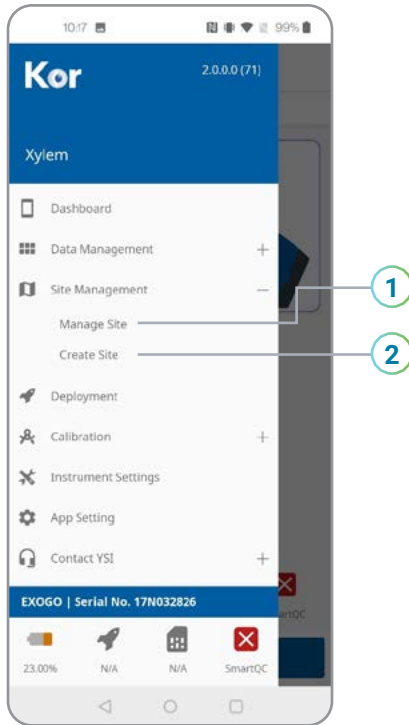 10:17 99%
Kor 2.0.0.0 (71)
Xylem
Dashboard
Data Management +
Site Management −
Manage Site 1
Create Site 2
Deployment
Calibration +
Instrument Settings
App Setting
Contact YSI +
EXOGO | Serial No. 17N032826
23.00% N/A N/A SmartQC
artQC